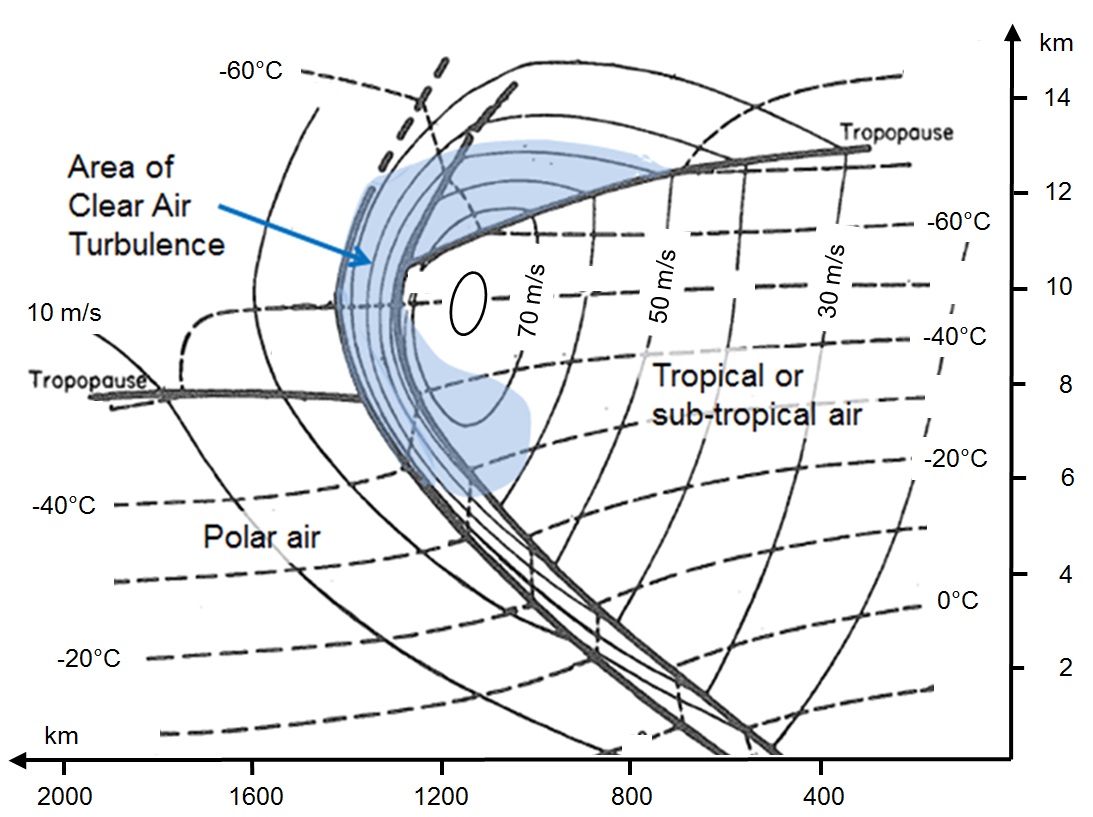 km
-60°C
14
Tropopause
Area of
Clear Air
Turbulence
12
-60°C
70 m/s
50 m/s
30 m/s
10
10 m/s
-40°C
Tropopause
8
Tropical or
sub-tropical air
-20°C
6
-40°C
Polar air
4
0°C
-20°C
2
km
2000
1600
1200
800
400